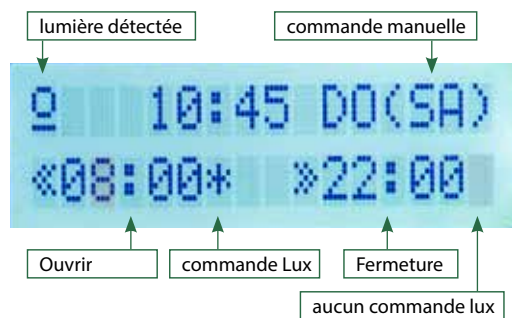 lumière détectée
commande manuelle
º 10:45 DO(SA)
«08:00* »22:00
Ouvrir
commande Lux
Fermeture
aucun commande lux